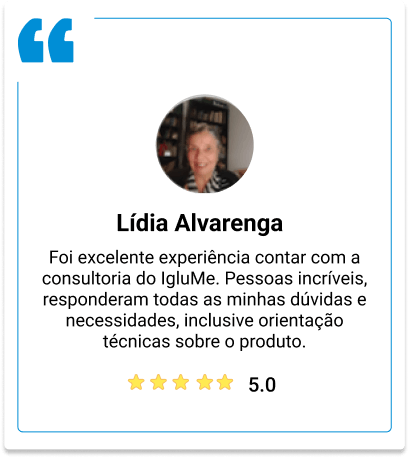 Lídia Alvarenga
Foi excelente experiência contar com a
consultoria do IgluMe. Pessoas incríveis,
responderam todas as minhas dúvidas e
necessidades, inclusive orientação
técnicas sobre o produto.
5.0